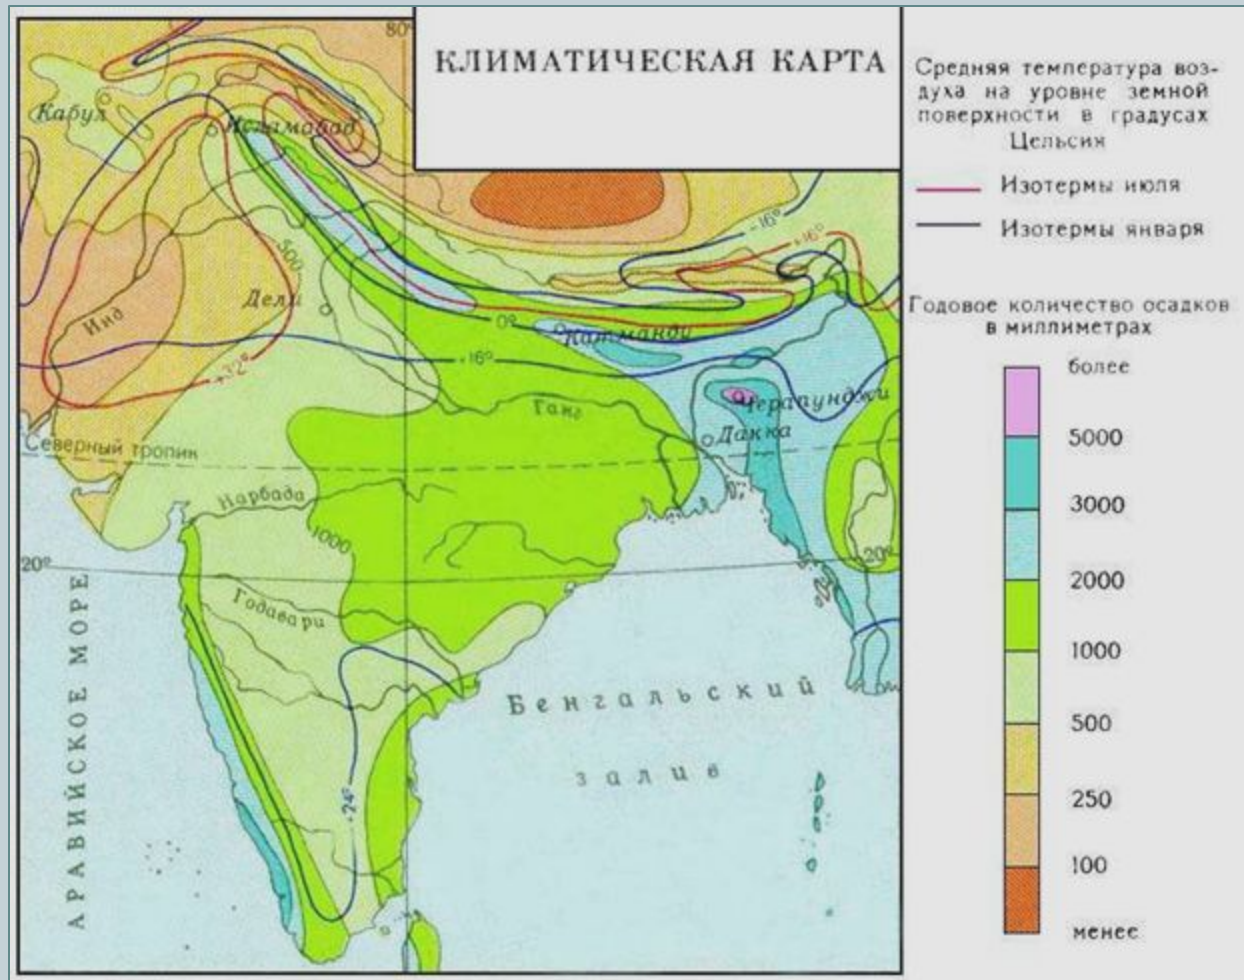 80°
КЛИМАТИЧЕСКАЯ КАРТА
Кабул
Исламабад
-16°
+16°
500
Дели
Инд
0°
Катманду
+16°
+32°
Черапунджи
Ганг
Дакка
Северный тропик
Нарбада
1000
20°
20°
Годавари
АРАВИЙСКОЕ МОРЕ
Бенгальский
залив
Средняя температура воз-
духа на уровне земной
поверхности в градусах
Цельсия
Изотермы июля
Изотермы января
Годовое количество осадков
в миллиметрах
более
5000
3000
2000
1000
500
250
100
менее